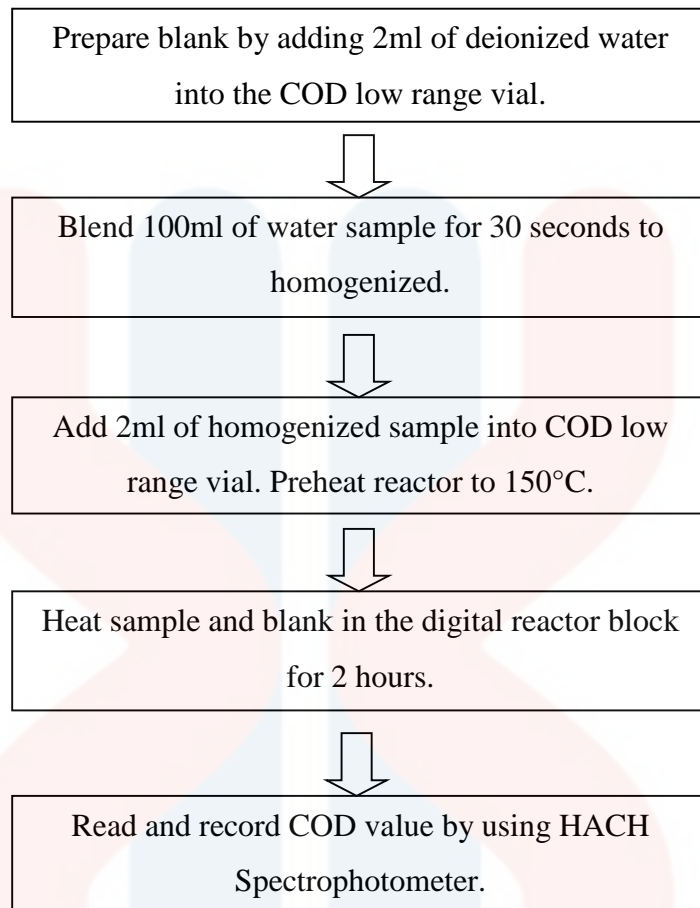 Prepare blank by adding 2ml of deionized water
into the COD low range vial.
Blend 100ml of water sample for 30 seconds to
homogenized.
Add 2ml of homogenized sample into COD low
range vial. Preheat reactor to 150°C.
Heat sample and blank in the digital reactor block
for 2 hours.
Read and record COD value by using HACH
Spectrophotometer.